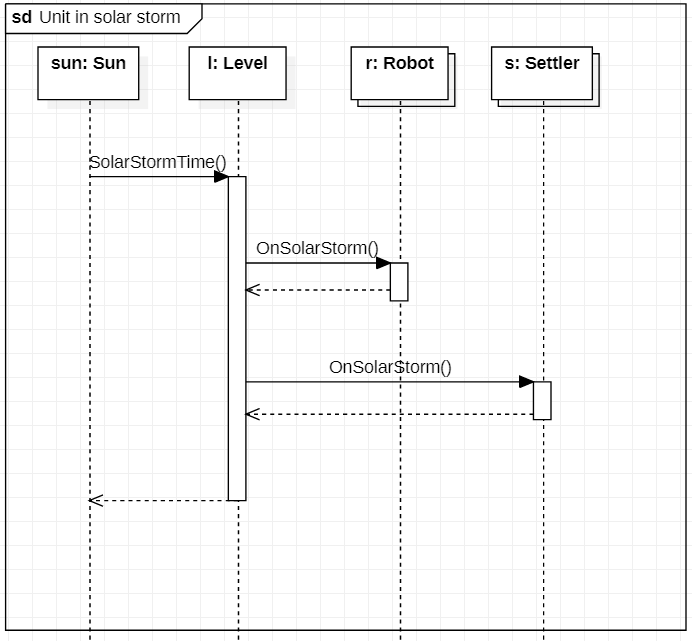 sd Unit in solar storm
sun: Sun
l: Level
r: Robot
s: Settler
SolarStormTime()
OnSolarStorm()
OnSolarStorm()